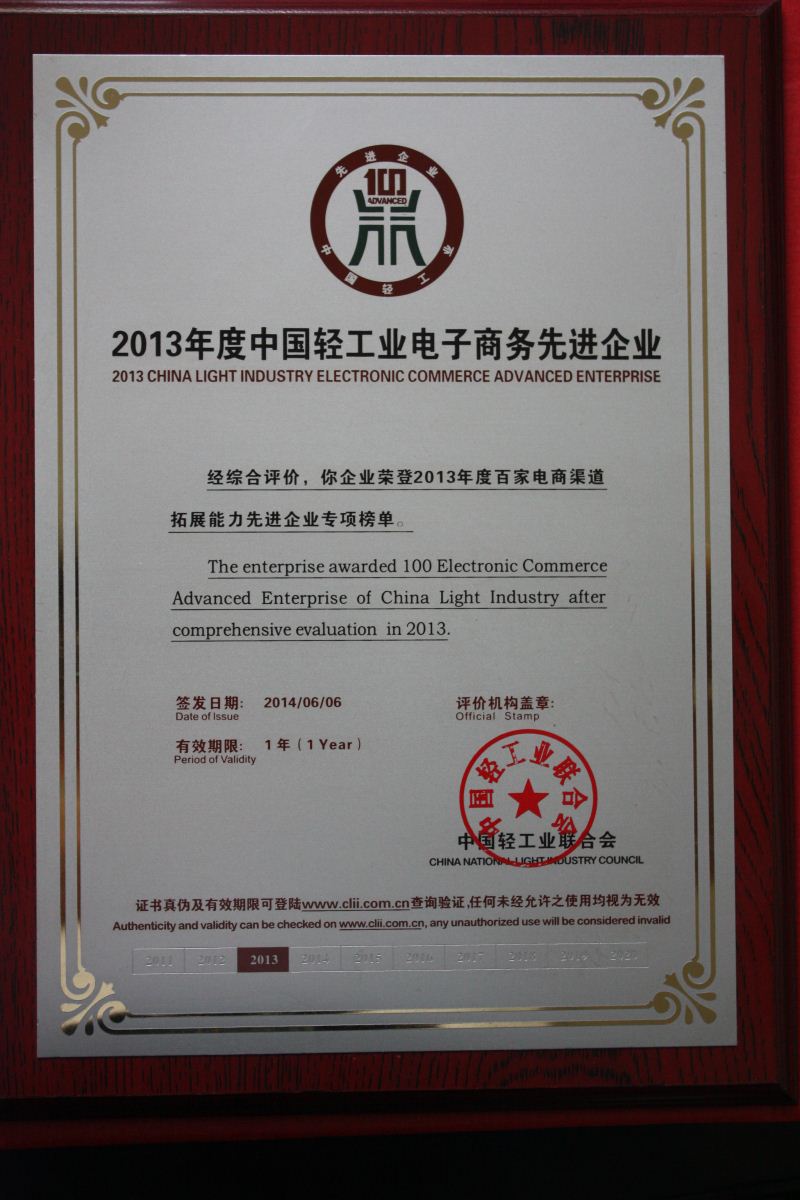 先进企业
100
ADVANCED
中国轻工业
2013年度中国轻工业电子商务先进企业
2013 CHINA LIGHT INDUSTRY ELECTRONIC COMMERCE ADVANCED ENTERPRISE
经综合评价，你企业荣登2013年度百家电商渠道
拓展能力先进企业专项榜单。
The enterprise awarded 100 Electronic Commerce
Advanced Enterprise of China Light Industry after
comprehensive evaluation in 2013.
签发日期: 2014/06/06
Date of Issue
有效期限: 1 年（1 Year）
Period of Validity
评价机构盖章:
Official Stamp
中国轻工业联合会
中国轻工业联合会
CHINA NATIONAL LIGHT INDUSTRY COUNCIL
证书真伪及有效期限可登陆www.clii.com.cn查询验证,任何未经允许之使用均视为无效
Authenticity and validity can be checked on www.clii.com.cn, any unauthorized use will be considered invalid
2011 2012 2013 2014 2015 2016 2017 2018 2019 2020